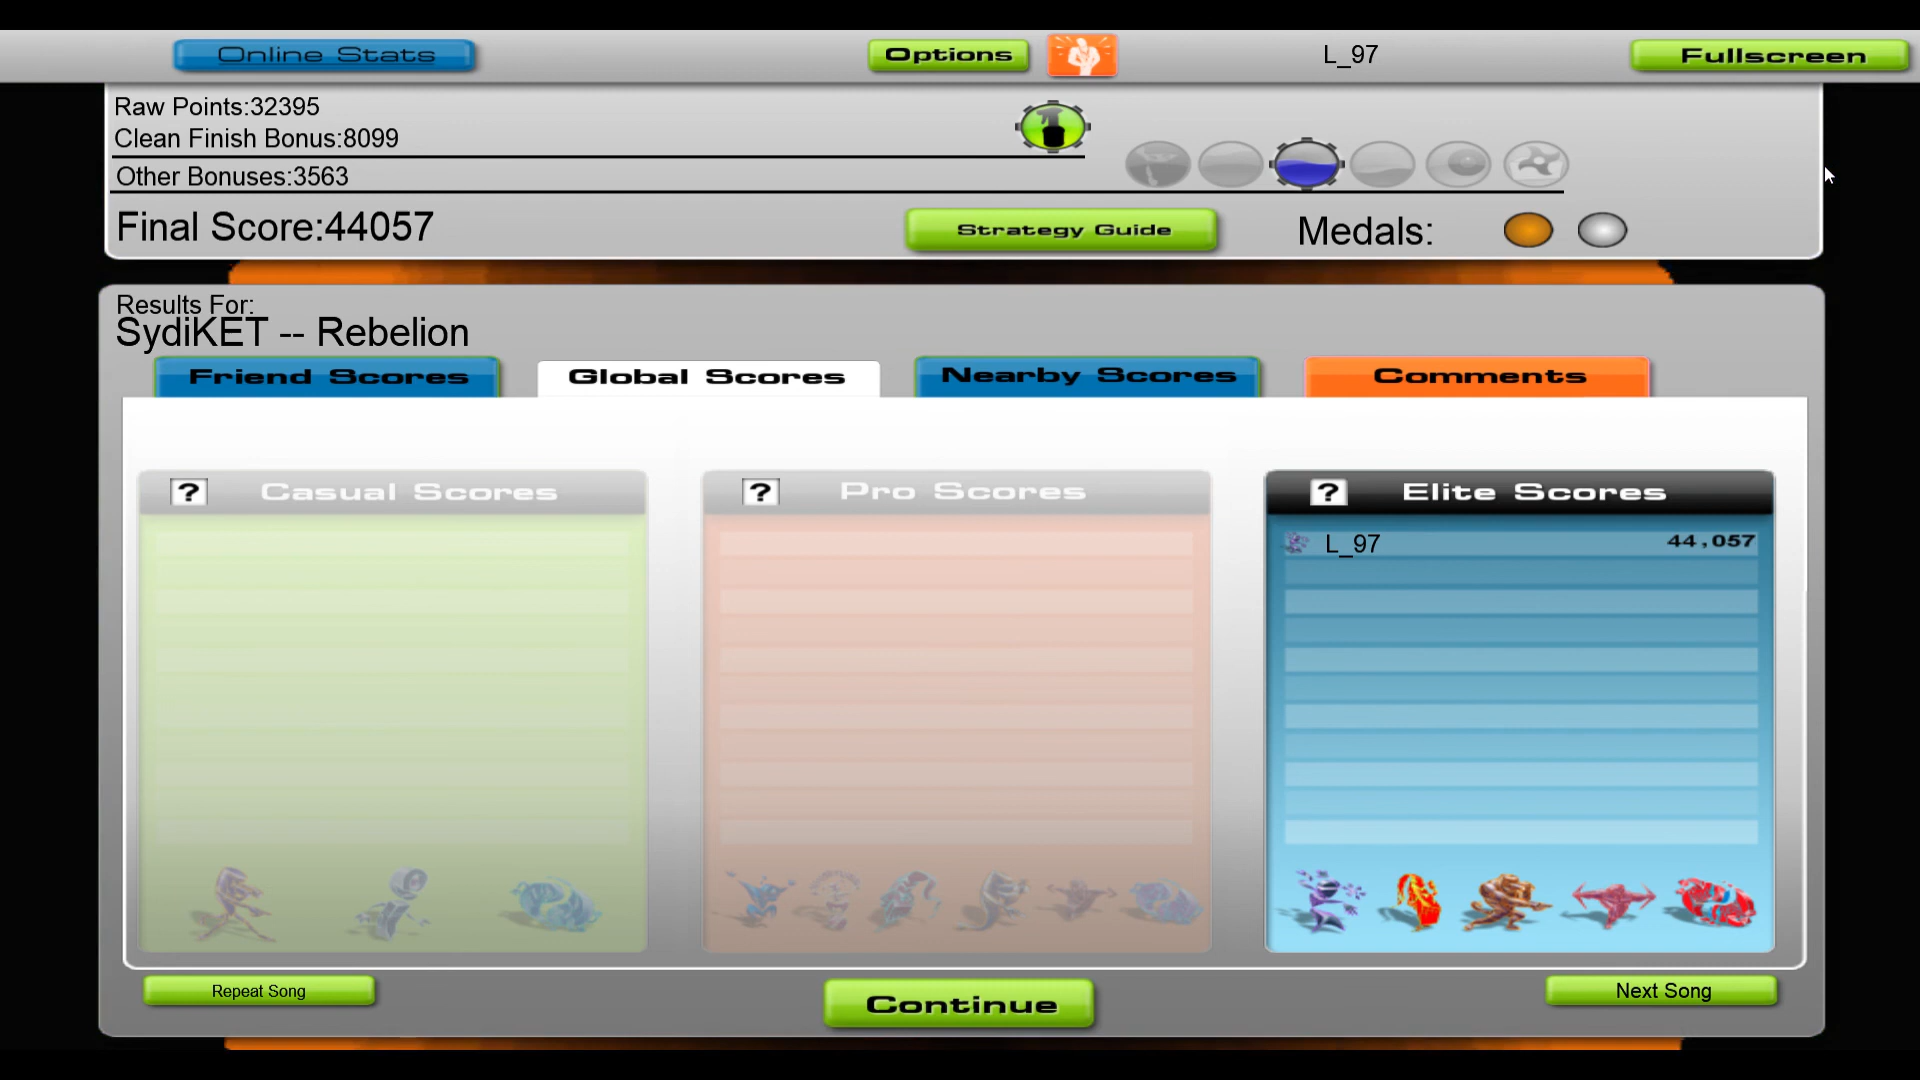 Online Stats
Options
L_97
Fullscreen
Raw Points:32395
Clean Finish Bonus:8099
Other Bonuses:3563
Final Score:44057
Strategy Guide
Medals:
Results For:
SydiKET -- Rebelion
Friend Scores
Global Scores
Nearby Scores
Comments
? Casual Scores
? Pro Scores
? Elite Scores
L_97 44,057
Repeat Song
Continue
Next Song